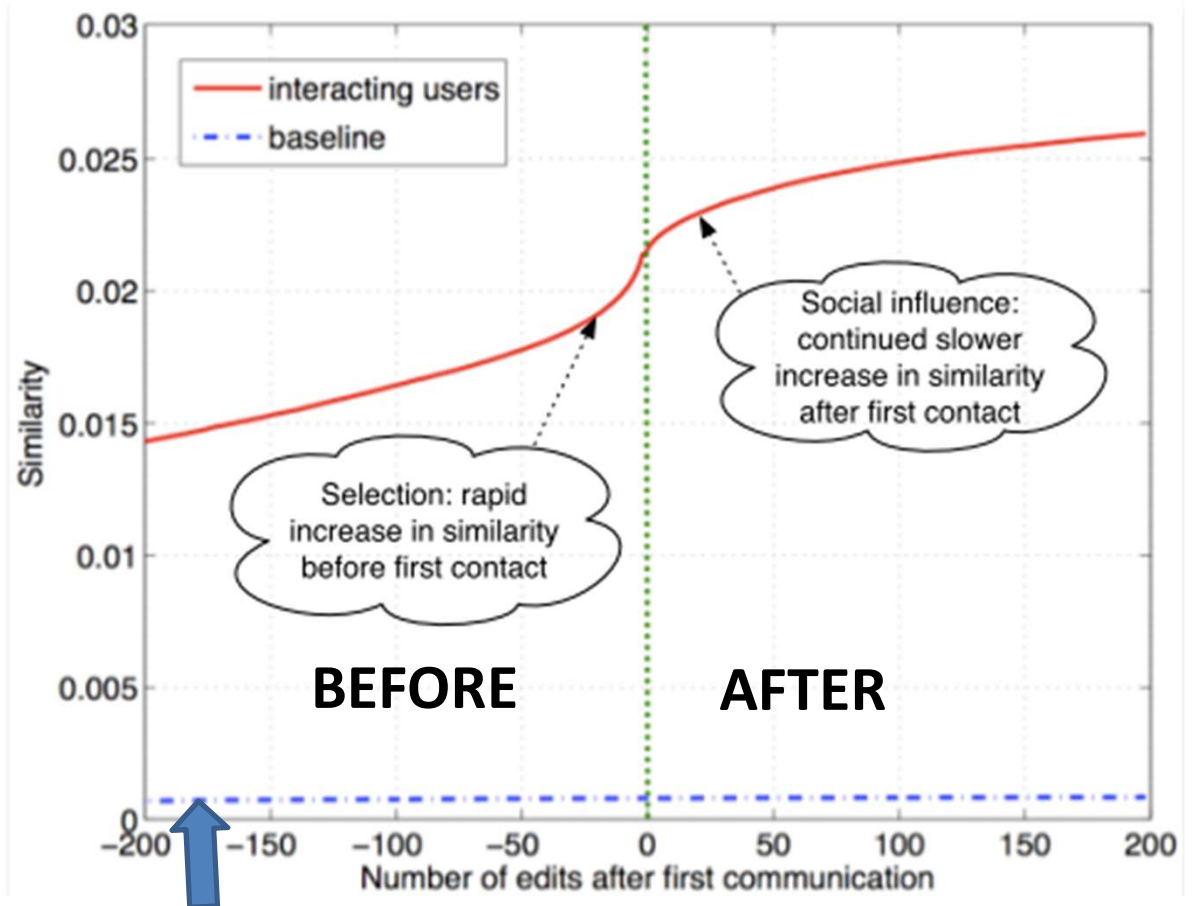 0.03
0.025
0.02
0.015
0.01
0.005
0
interacting users
baseline
Social influence:
continued slower
increase in similarity
after first contact
Selection: rapid
increase in similarity
before first contact
BEFORE
AFTER
Similarity
−200 −150 −100 −50 0 50 100 150 200
Number of edits after first communication